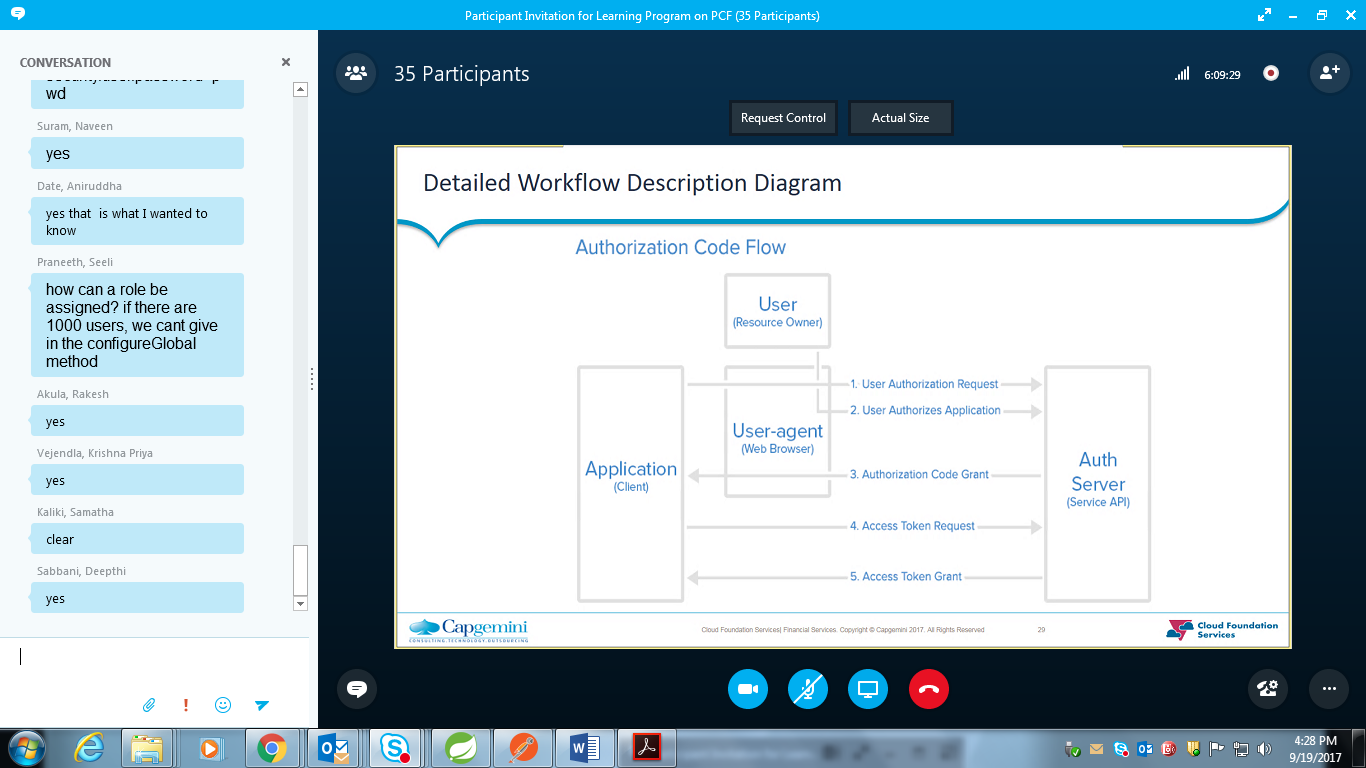 Participant Invitation for Learning Program on PCF (35 Participants)
CONVERSATION
wd
Suram, Naveen
yes
Date, Aniruddha
yes that is what I wanted to
know
Praneeth, Seeli
how can a role be
assigned? if there are
1000 users, we cant give
in the configureGlobal
method
Akula, Rakesh
yes
Vejendla, Krishna Priya
yes
Kaliki, Samatha
clear
Sabbani, Deepthi
yes
35 Participants
6:09:29
Request Control
Actual Size
Detailed Workflow Description Diagram
Authorization Code Flow
User
(Resource Owner)
1. User Authorization Request
2. User Authorizes Application
User-agent
(Web Browser)
Application
(Client)
3. Authorization Code Grant
Auth
Server
(Service API)
4. Access Token Request
5. Access Token Grant
Capgemini
CONSULTING.TECHNOLOGY.OUTSOURCING
Cloud Foundation Services| Financial Services. Copyright © Capgemini 2017. All Rights Reserved
29
Cloud Foundation
Services
4:28 PM
9/19/2017